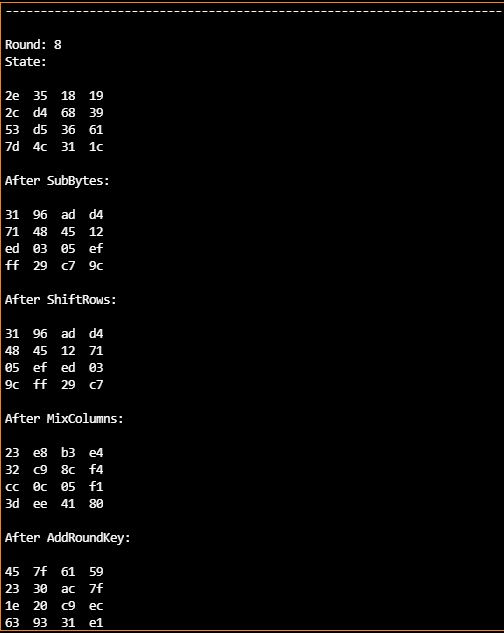 --------------------------------------------------------------
Round: 8
State:
2e 35 18 19
2c d4 68 39
53 d5 36 61
7d 4c 31 1c
After SubBytes:
31 96 ad d4
71 48 45 12
ed 03 05 ef
ff 29 c7 9c
After ShiftRows:
31 96 ad d4
48 45 12 71
05 ef ed 03
9c ff 29 c7
After MixColumns:
23 e8 b3 e4
32 c9 8c f4
cc 0c 05 f1
3d ee 41 80
After AddRoundKey:
45 7f 61 59
23 30 ac 7f
1e 20 c9 ec
63 93 31 e1